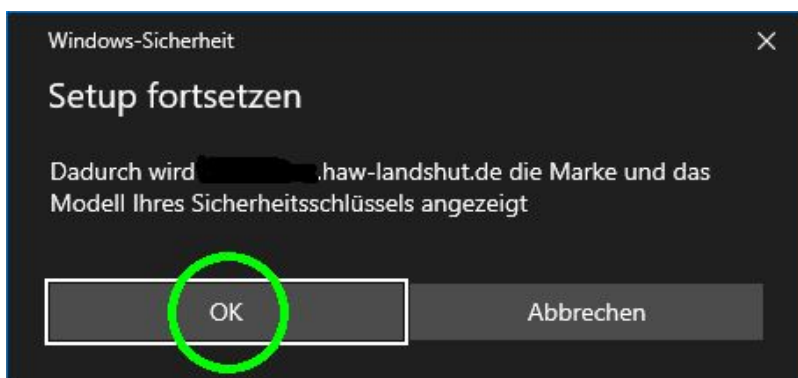 Windows-Sicherheit
Setup fortsetzen
Dadurch wird .haw-landshut.de die Marke und das
Modell Ihres Sicherheitsschlüssels angezeigt
OK
Abbrechen